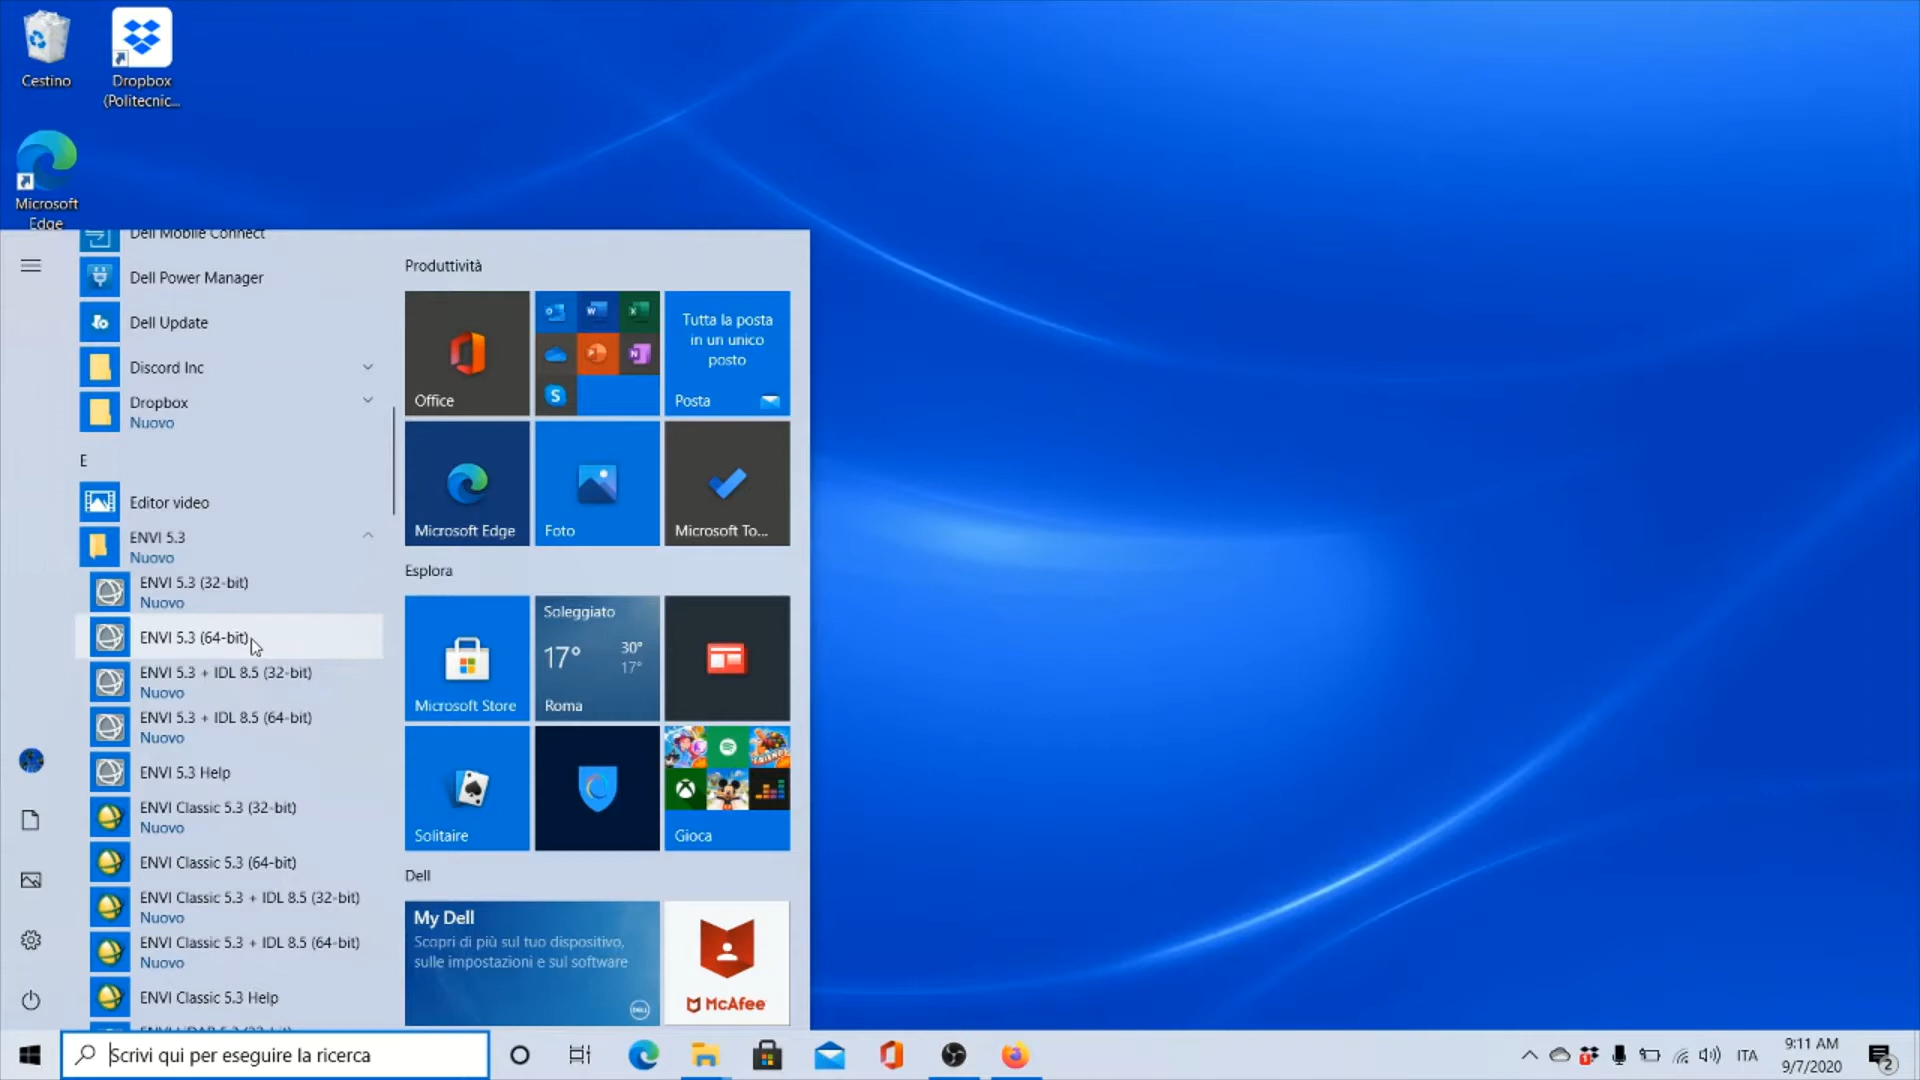 Cestino
Dropbox
(Politecnic...
Microsoft
Edge
Dell Mobile Connect
Dell Power Manager
Dell Update
Discord Inc
Dropbox
Nuovo
E
Editor video
ENVI 5.3
Nuovo
ENVI 5.3 (32-bit)
Nuovo
ENVI 5.3 (64-bit)
ENVI 5.3 + IDL 8.5 (32-bit)
Nuovo
ENVI 5.3 + IDL 8.5 (64-bit)
Nuovo
ENVI 5.3 Help
ENVI Classic 5.3 (32-bit)
Nuovo
ENVI Classic 5.3 (64-bit)
ENVI Classic 5.3 + IDL 8.5 (32-bit)
Nuovo
ENVI Classic 5.3 + IDL 8.5 (64-bit)
Nuovo
ENVI Classic 5.3 Help
Produttività
Office
Tutta la posta
in un unico
posto
Posta
Microsoft Edge
Foto
Microsoft To...
Esplora
Microsoft Store
Soleggiato
17°
30°
17°
Roma
Solitaire
Gioca
Dell
My Dell
Scopri di più sul tuo dispositivo,
sulle impostazioni e sul software
DELL
McAfee
Scrivi qui per eseguire la ricerca
ITA
9:11 AM
9/7/2020
2